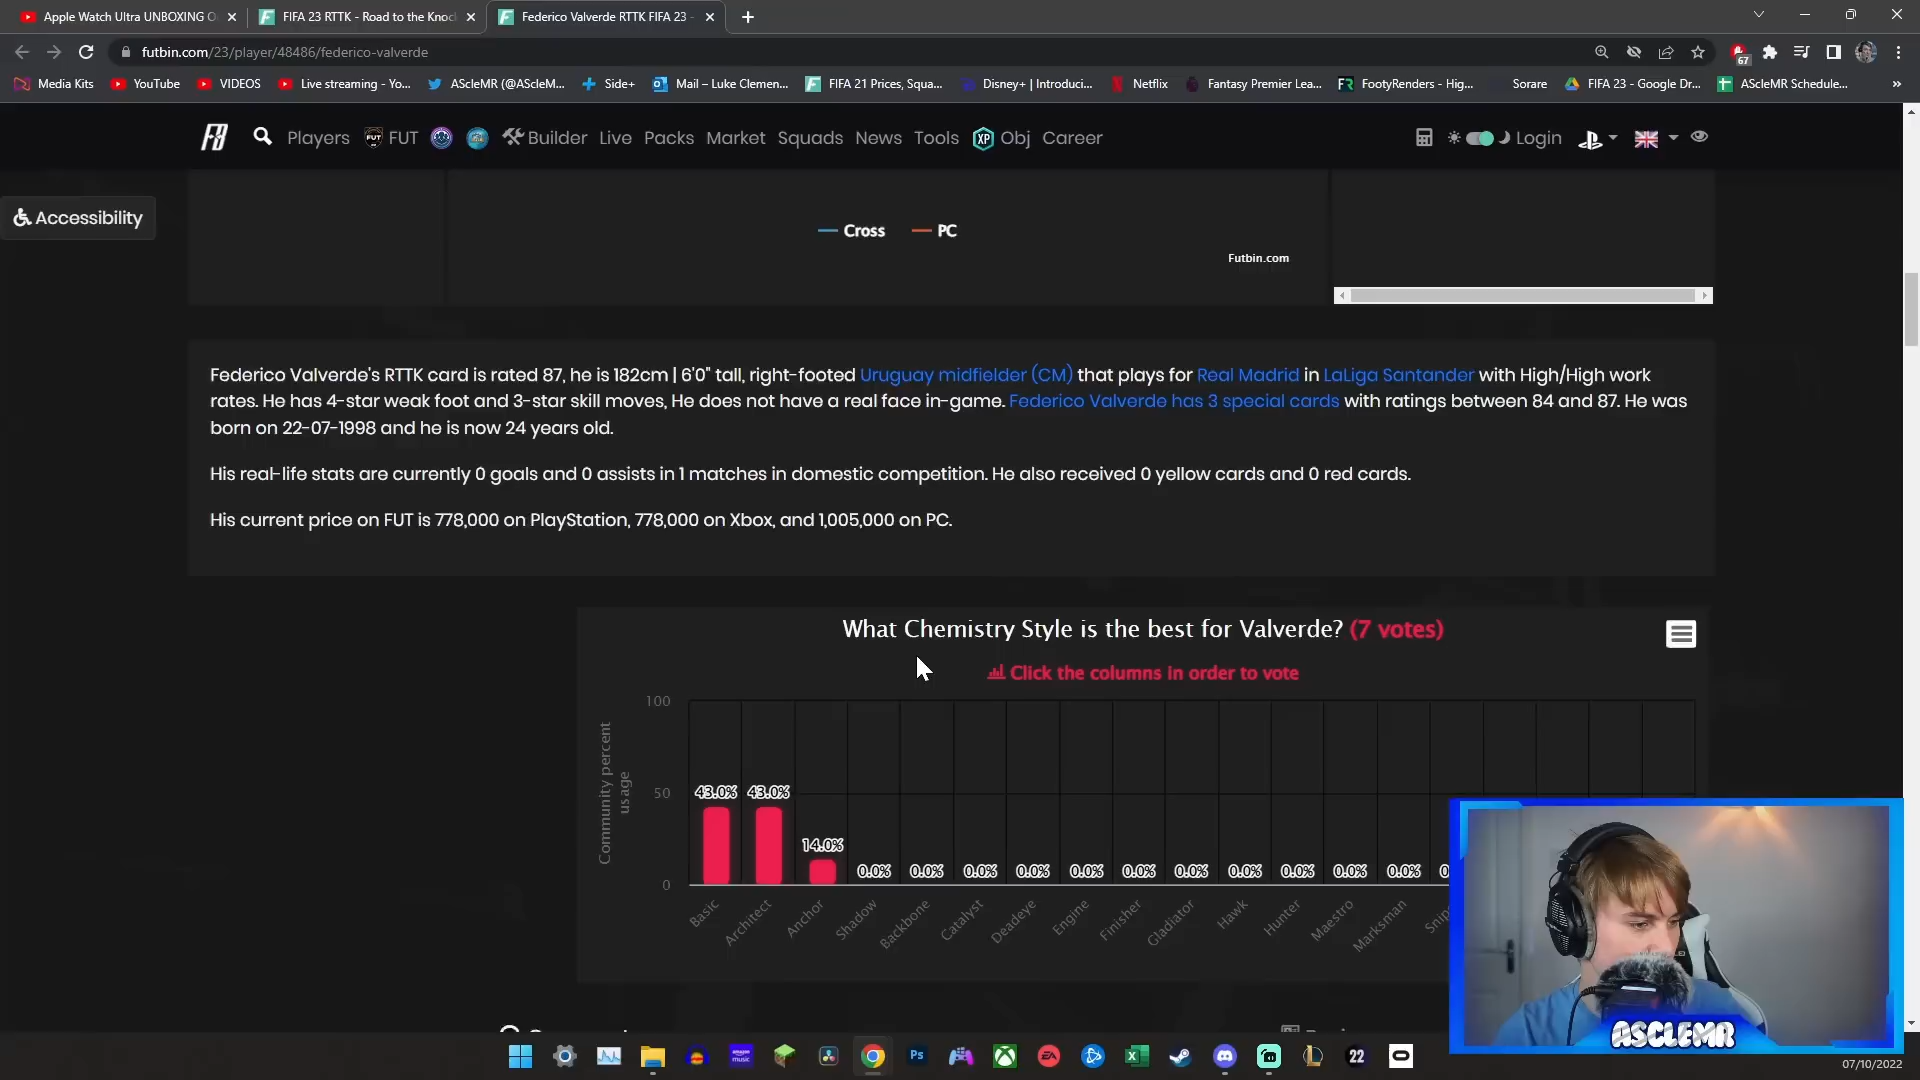 Apple Watch Ultra UNBOXING O
FIFA 23 RTTK - Road to the Knoc
Federico Valverde RTTK FIFA 23 -
futbin.com/23/player/48486/federico-valverde
67
Media Kits
YouTube
VIDEOS
Live streaming - Yo...
AScleMR (@AScleM...
Side+
Mail – Luke Clemen...
FIFA 21 Prices, Squa...
Disney+ | Introduci...
Netflix
Fantasy Premier Lea...
FootyRenders - Hig...
Sorare
FIFA 23 - Google Dr...
AScleMR Schedule...
Players FUT Builder Live Packs Market Squads News Tools XP Obj Career
Login
Accessibility
Cross PC
Futbin.com
Federico Valverde's RTTK card is rated 87, he is 182cm | 6'0" tall, right-footed Uruguay midfielder (CM) that plays for Real Madrid in LaLiga Santander with High/High work
rates. He has 4-star weak foot and 3-star skill moves, He does not have a real face in-game. Federico Valverde has 3 special cards with ratings between 84 and 87. He was
born on 22-07-1998 and he is now 24 years old.
His real-life stats are currently 0 goals and 0 assists in 1 matches in domestic competition. He also received 0 yellow cards and 0 red cards.
His current price on FUT is 778,000 on PlayStation, 778,000 on Xbox, and 1,005,000 on PC.
What Chemistry Style is the best for Valverde? (7 votes)
Click the columns in order to vote
Community percent
usage
100
50
0
43.0% 43.0% 14.0% 0.0% 0.0% 0.0% 0.0% 0.0% 0.0% 0.0% 0.0% 0.0% 0.0% 0.0%
Basic Architect Anchor Shadow Backbone Catalyst Deadeye Engine Finisher Gladiator Hawk Hunter Maestro Marksman
ASCLEMR
Ps
EA
22
07/10/2022